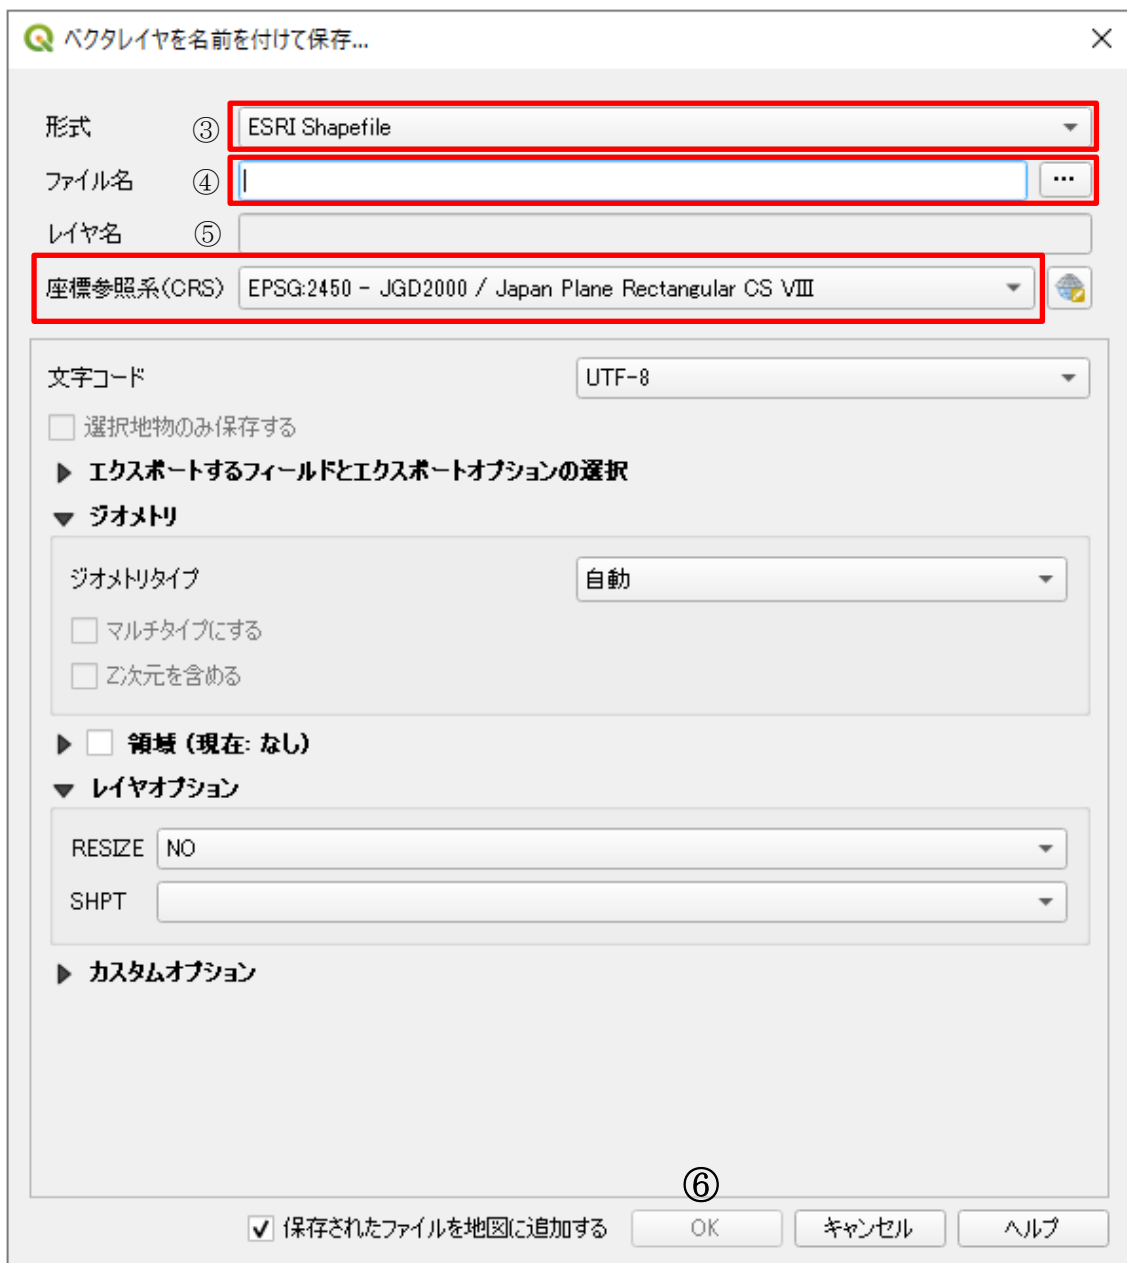 ベクタレイヤを名前を付けて保存...
形式 ③ ESRI Shapefile
ファイル名 ④ ...
レイヤ名 ⑤
座標参照系(CRS) EPSG:2450 - JGD2000 / Japan Plane Rectangular CS VIII
文字コード UTF-8
選択地物のみ保存する
エクスポートするフィールドとエクスポートオプションの選択
ジオメトリ
ジオメトリタイプ 自動
マルチタイプにする
Z次元を含める
領域 (現在: なし)
レイヤオプション
RESIZE NO
SHPT
カスタムオプション
⑥
保存されたファイルを地図に追加する OK キャンセル ヘルプ